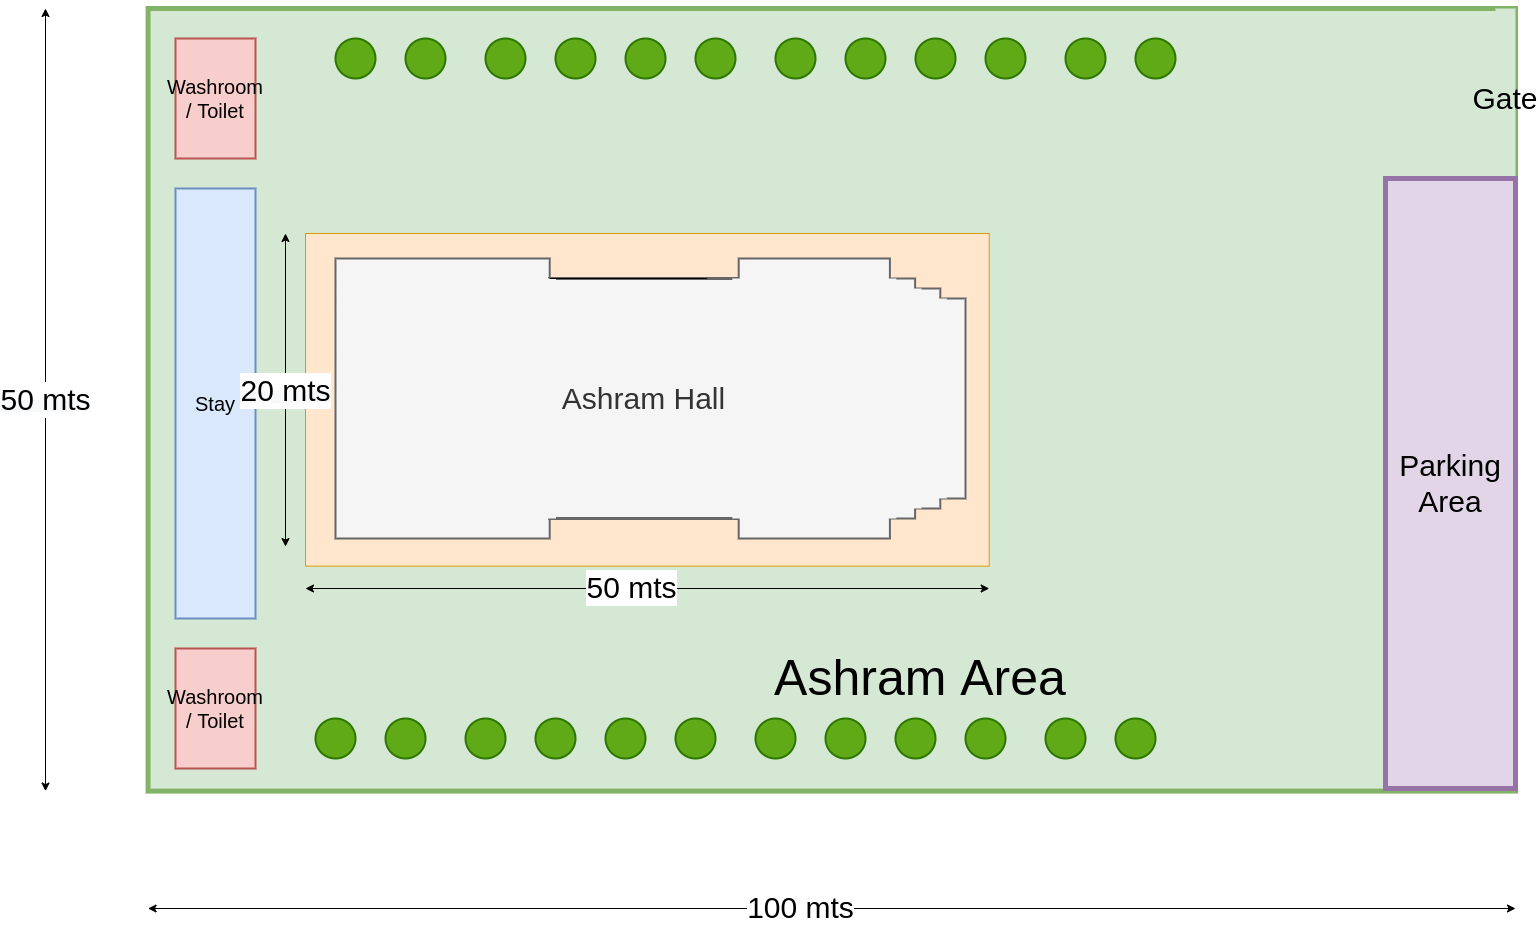 Washroom
/ Toilet
Gate
20 mts
50 mts
Stay
Ashram Hall
Parking
Area
50 mts
Ashram Area
Washroom
/ Toilet
100 mts